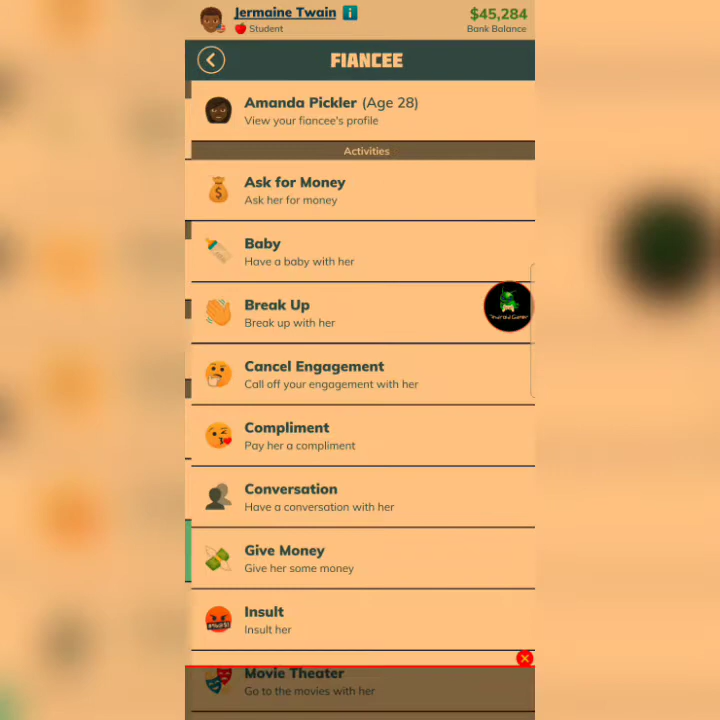 Jermaine Twain i
$45,284
Student
Bank Balance
FIANCEE
Amanda Pickler (Age 28)
View your fiancee's profile
Activities
Ask for Money
Ask her for money
Baby
Have a baby with her
Break Up
Break up with her
Cancel Engagement
Call off your engagement with her
Compliment
Pay her a compliment
Conversation
Have a conversation with her
Give Money
Give her some money
Insult
Insult her
Movie Theater
Go to the movies with her